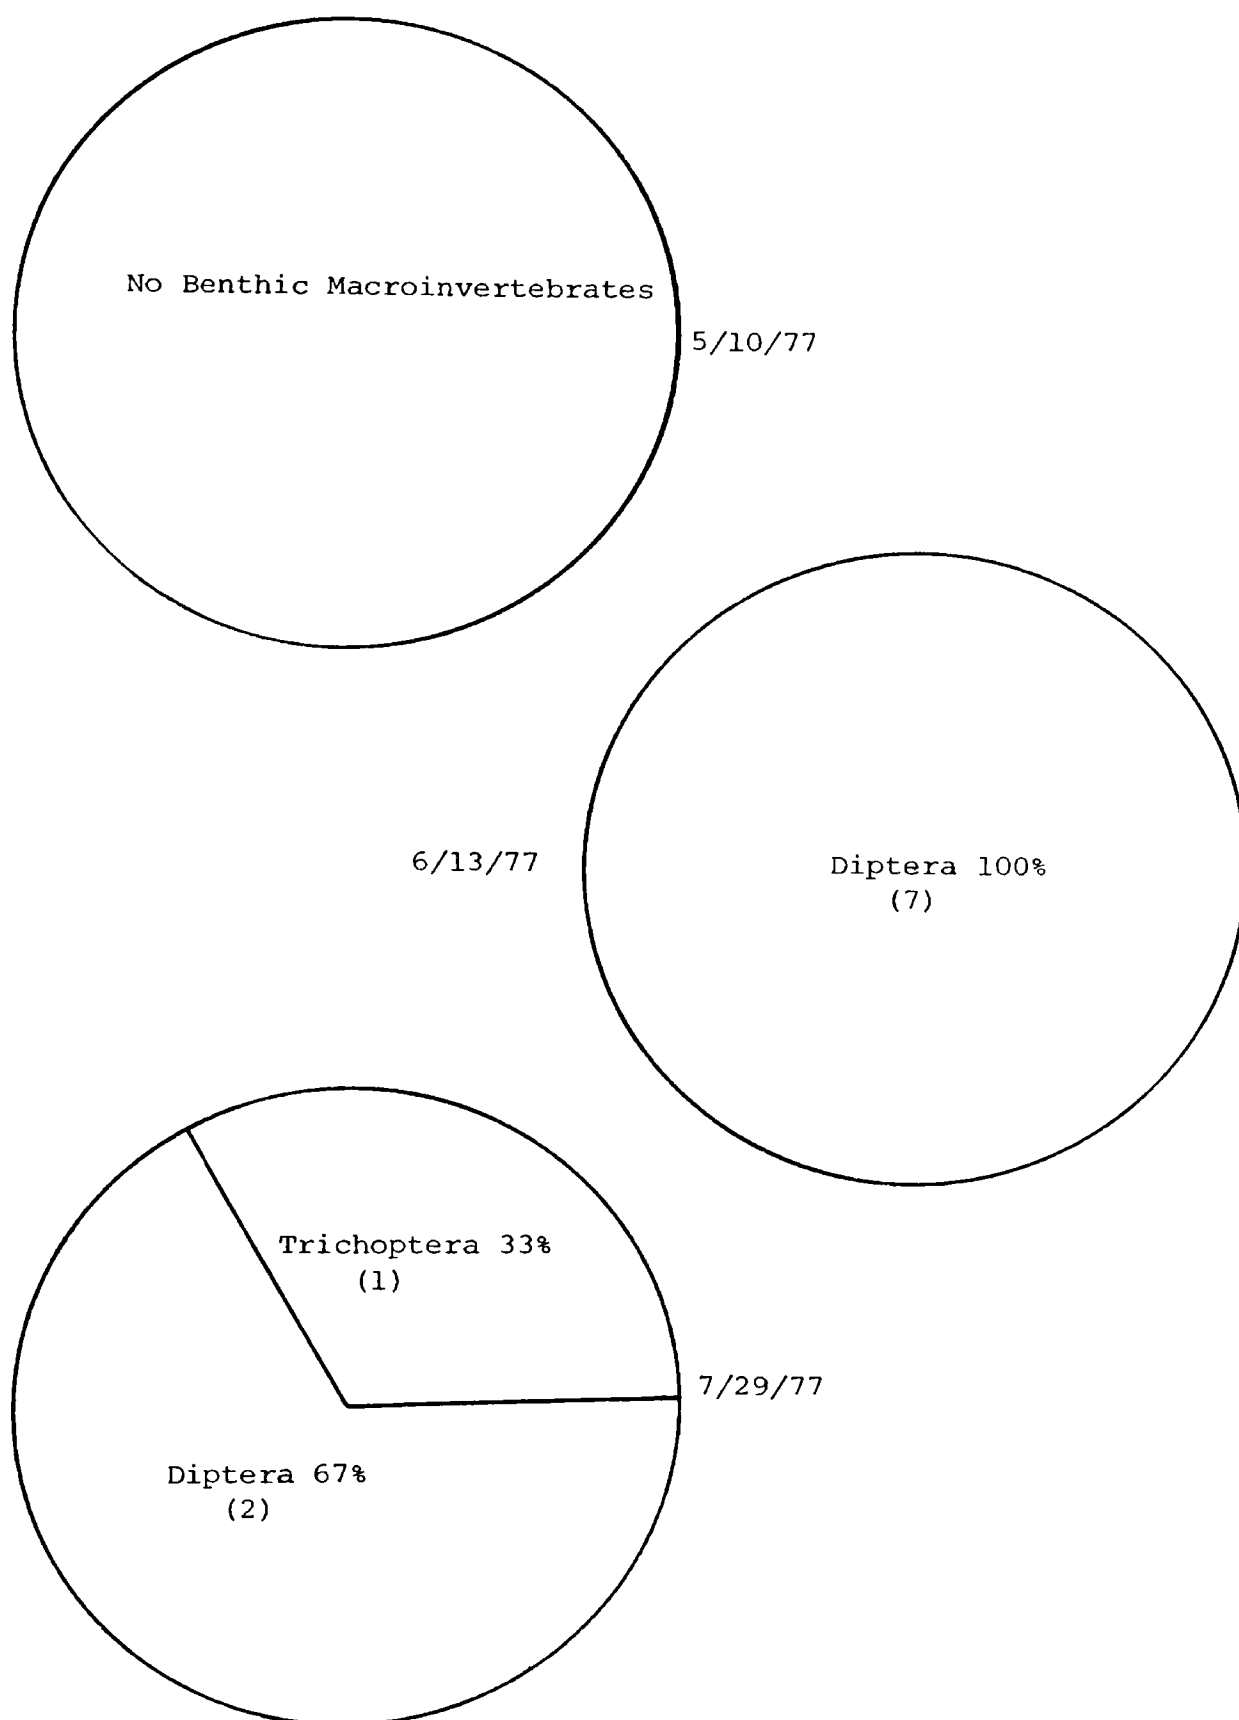 No Benthic Macroinvertebrates
5/10/77
6/13/77
Diptera 100%
(7)
Trichoptera 33%
(1)
7/29/77
Diptera 67%
(2)